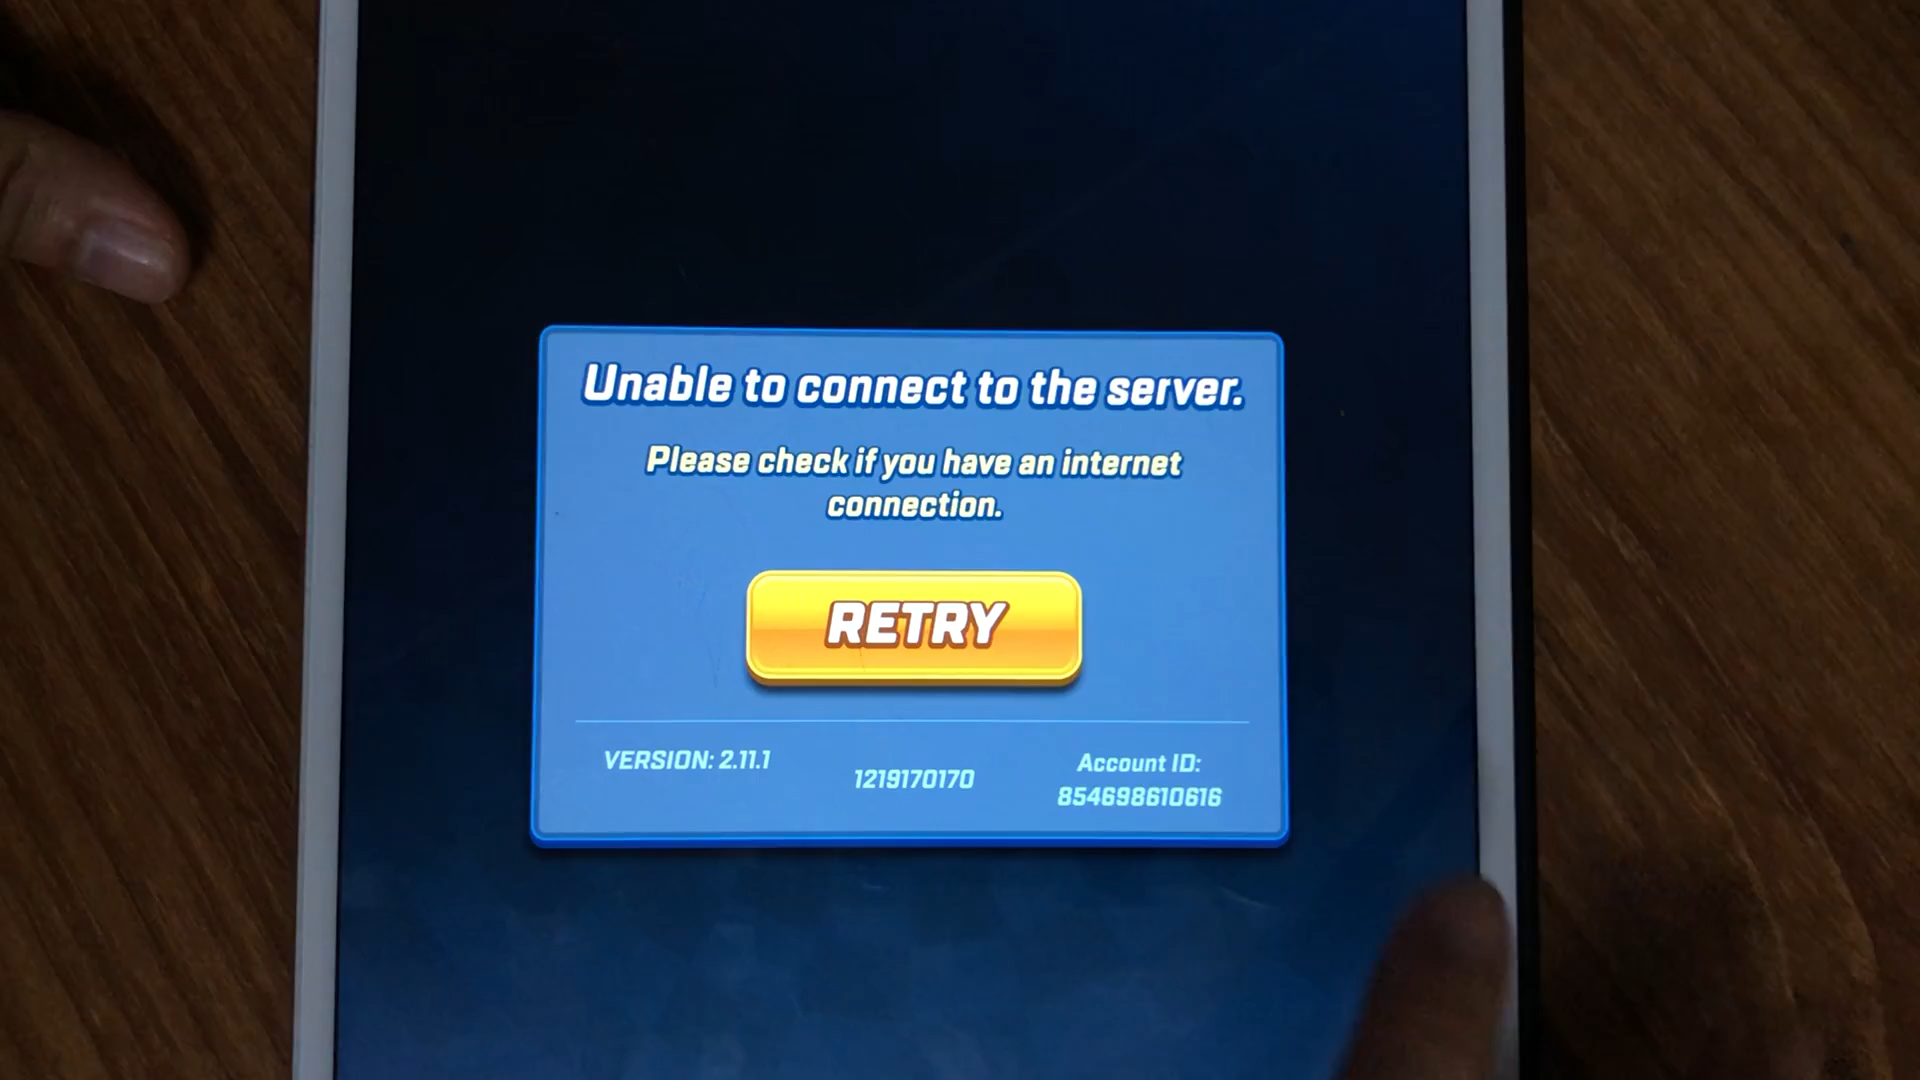 Unable to connect to the server.
Please check if you have an internet
connection.
RETRY
VERSION: 2.11.1
1219170170
Account ID:
854698610616